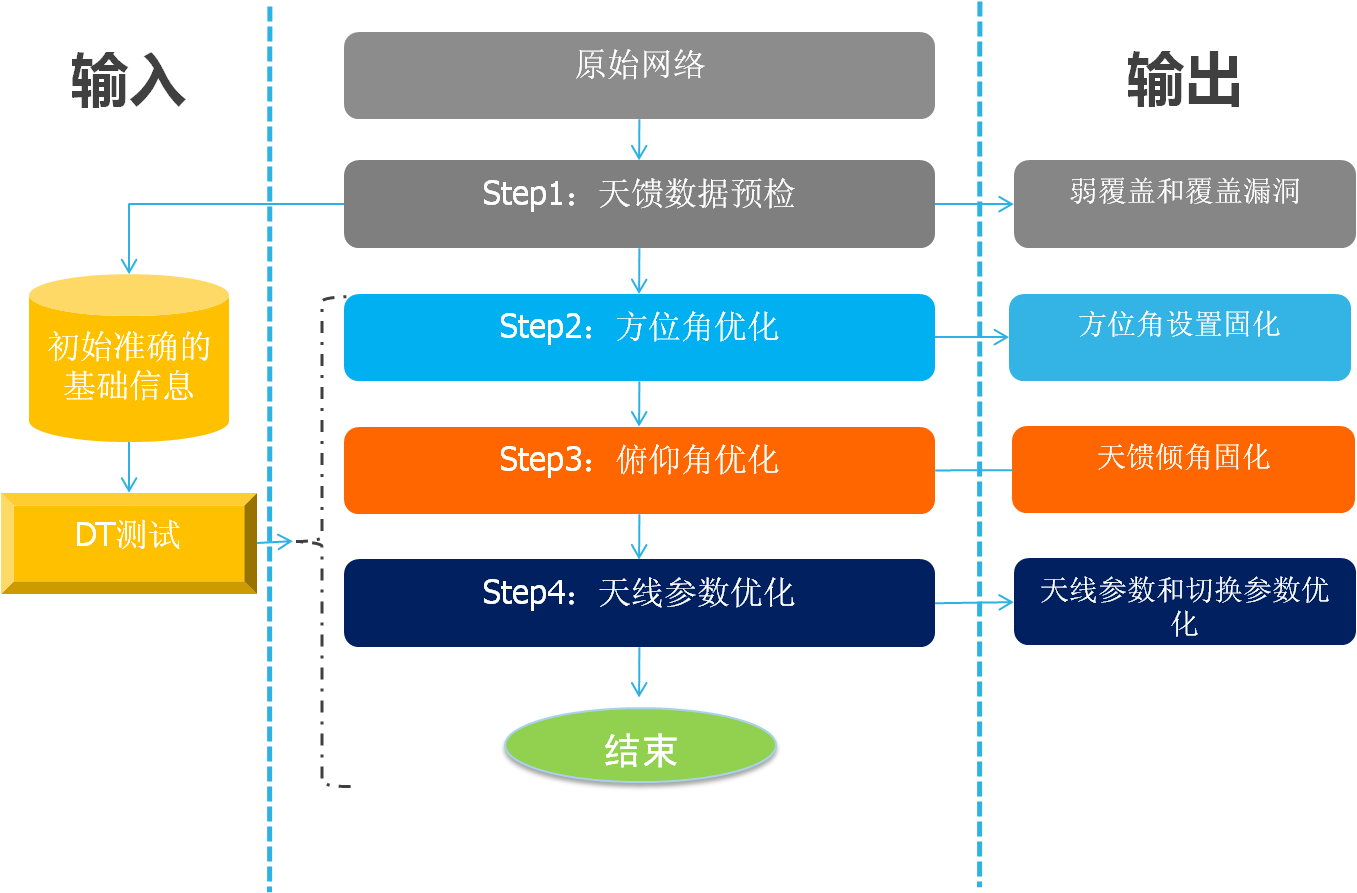 输入
原始网络
输出
Step1：天馈数据预检
弱覆盖和覆盖漏洞
初始准确的
基础信息
Step2：方位角优化
方位角设置固化
Step3：俯仰角优化
天馈倾角固化
DT测试
Step4：天线参数优化
天线参数和切换参数优
化
结束